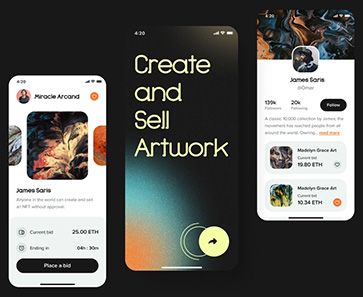 4:20
Miracle Arcand
James Saris
Anyone in the world can create and sell
an NFT without approve.
Current bid
25.00 ETH
Ending in
04h : 30m
Place a bid
4:20
Create
and
Sell
Artwork
4:20
James Saris
139k
Followers
20k
Following
Follow
A classic 10,000 collection by James, the
movement has reached people from all
around the world. Owning... read more
Madelyn Grace Art
Current bid
19.80 ETH
Madelyn Grace Art
Current bid
10.34 ETH